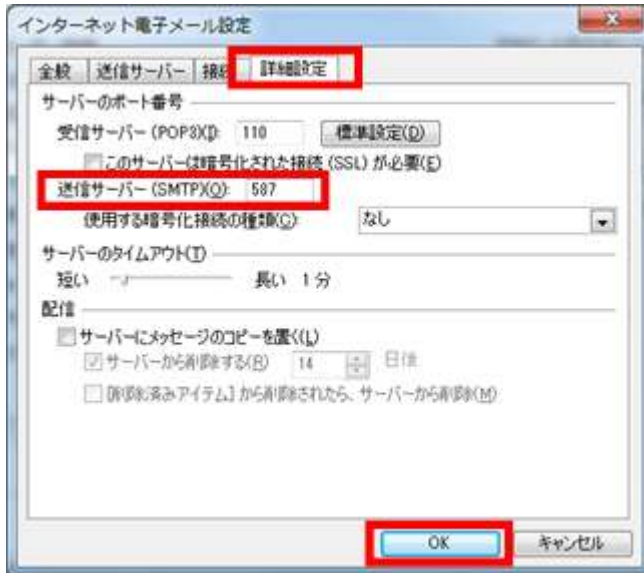 インターネット電子メール設定
全般 送信サーバー 接続 詳細設定
サーバーのポート番号
受信サーバー (POP3)(I): 110 標準設定(D)
このサーバーは暗号化された接続 (SSL) が必要(E)
送信サーバー (SMTP)(O): 587
使用する暗号化接続の種類(C): なし
サーバーのタイムアウト(T)
短い 長い 1 分
配信
サーバーにメッセージのコピーを置く(L)
サーバーから削除する(R) 14 日後
[削除済みアイテム] から削除されたら、サーバーから削除(M)
OK キャンセル